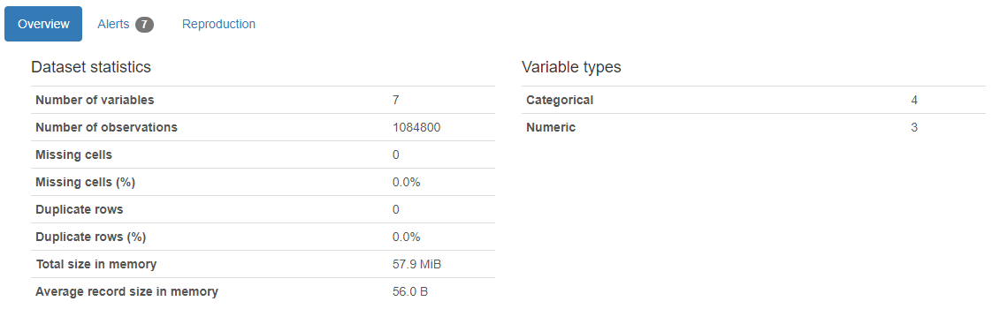 Overview Alerts 7 Reproduction
Dataset statistics
Number of variables 7
Number of observations 1084800
Missing cells 0
Missing cells (%) 0.0%
Duplicate rows 0
Duplicate rows (%) 0.0%
Total size in memory 57.9 MiB
Average record size in memory 56.0 B
Variable types
Categorical 4
Numeric 3